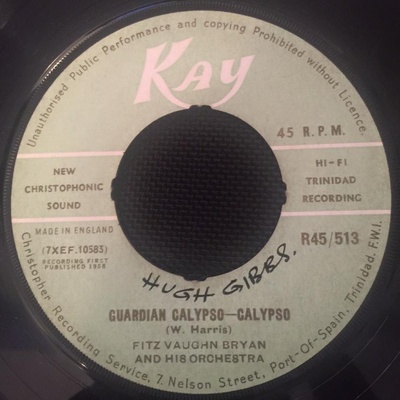 Unauthorised Public Performance and copying Prohibited without Licence.
Kay
45 R.P.M.
NEW
CHRISTOPHONIC
SOUND
HI-FI
TRINIDAD
RECORDING
MADE IN ENGLAND
(7XEF.10583)
RECORDING FIRST
PUBLISHED 1958
R45/513
HUGH GIBBS.
GUARDIAN CALYPSO—CALYPSO
(W. Harris)
FITZ VAUGHN BRYAN
AND HIS ORCHESTRA
Christopher Recording Service, 7 Nelson Street, Port-Of-Spain, Trinidad, F.W.I.